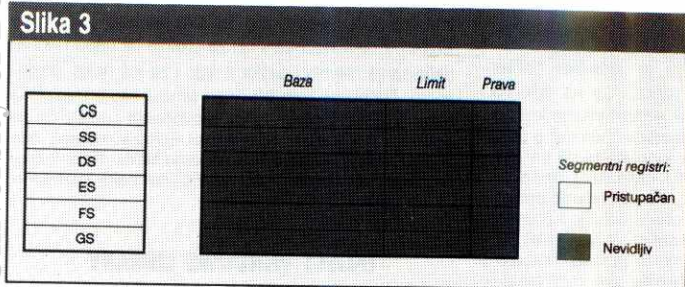 Slika 3
Baza Limit Prava
CS
SS
DS
ES
FS
GS
Segmentni registri:
Pristupačan
Nevidljiv